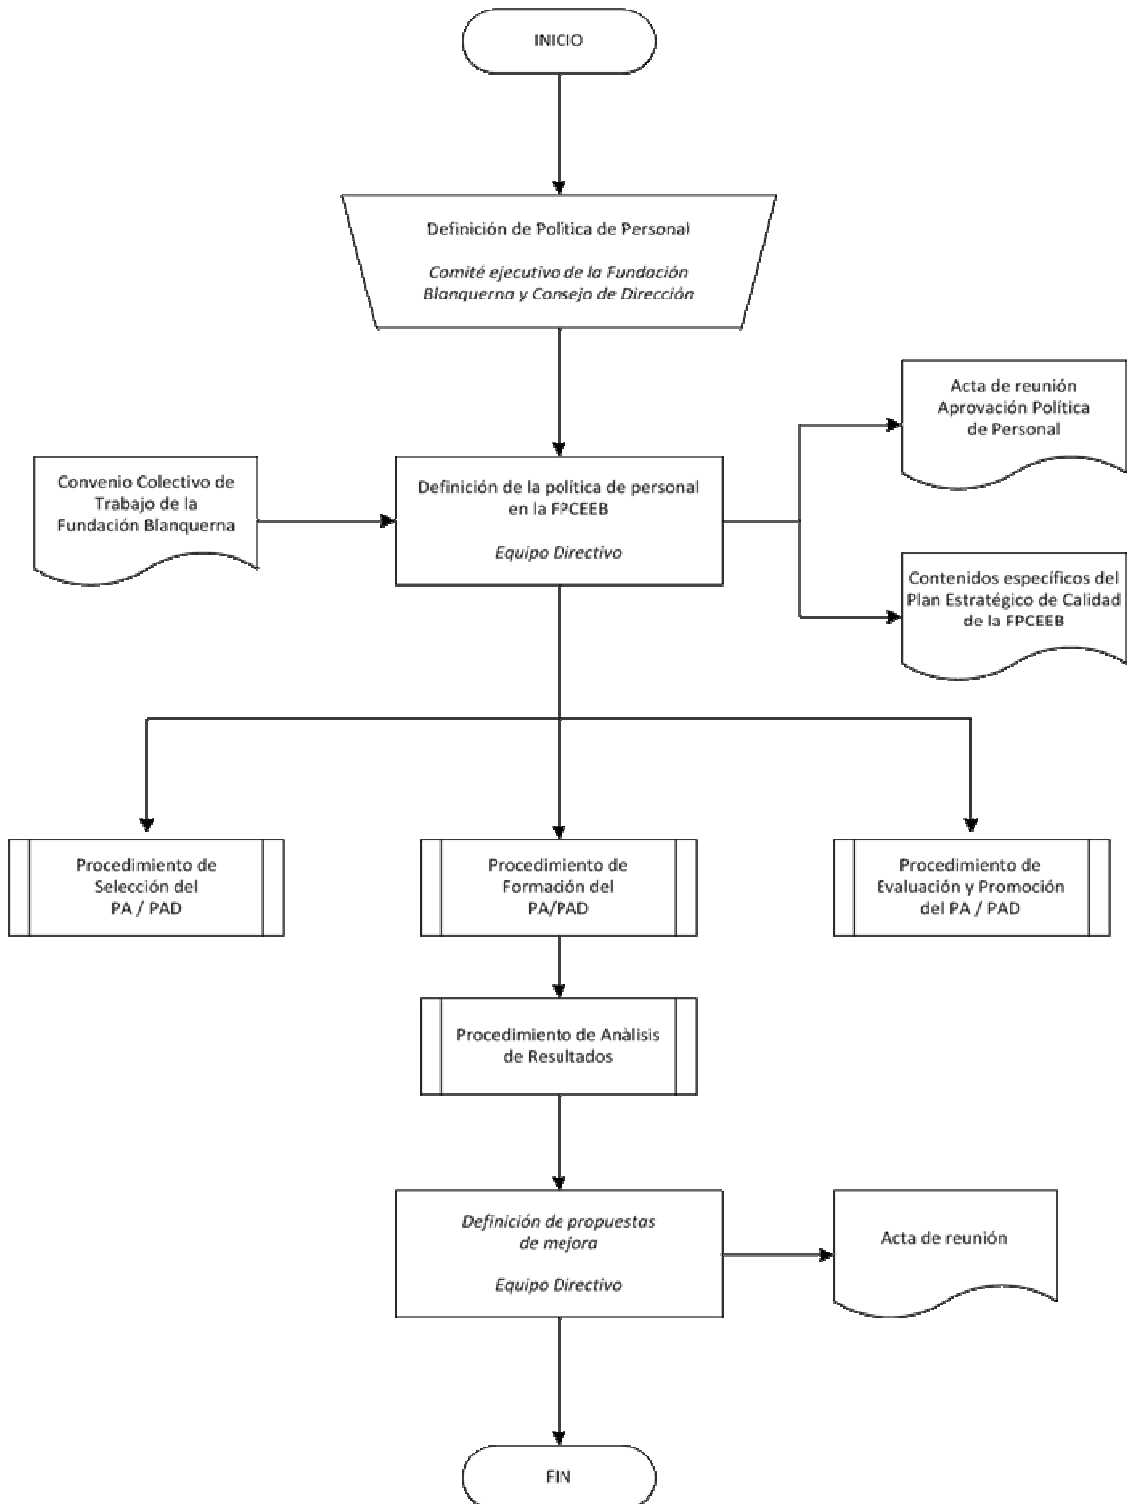 INICIO
Definición de Política de Personal
Comité ejecutivo de la Fundación
Blanquerna y Consejo de Dirección
Acta de reunión
Aprovación Política
de Personal
Convenio Colectivo de
Trabajo de la
Fundación Blanquerna
Definición de la política de personal
en la FPCEEB
Equipo Directivo
Contenidos específicos del
Plan Estratégico de Calidad
de la FPCEEB
Procedimiento de
Selección del
PA / PAD
Procedimiento de
Formación del
PA/PAD
Procedimiento de
Evaluación y Promoción
del PA / PAD
Procedimiento de Anàlisis
de Resultados
Definición de propuestas
de mejora
Equipo Directivo
Acta de reunión
FIN